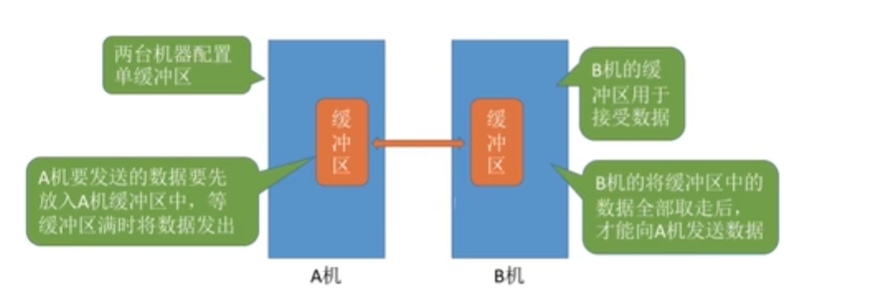 两台机器配置
单缓冲区
A机要发送的数据要先
放入A机缓冲区中，等
缓冲区满时将数据发出
缓
冲
区
缓
冲
区
B机的缓
冲区用于
接受数据
B机的将缓冲区中的
数据全部取走后，
才能向A机发送数据
A机
B机